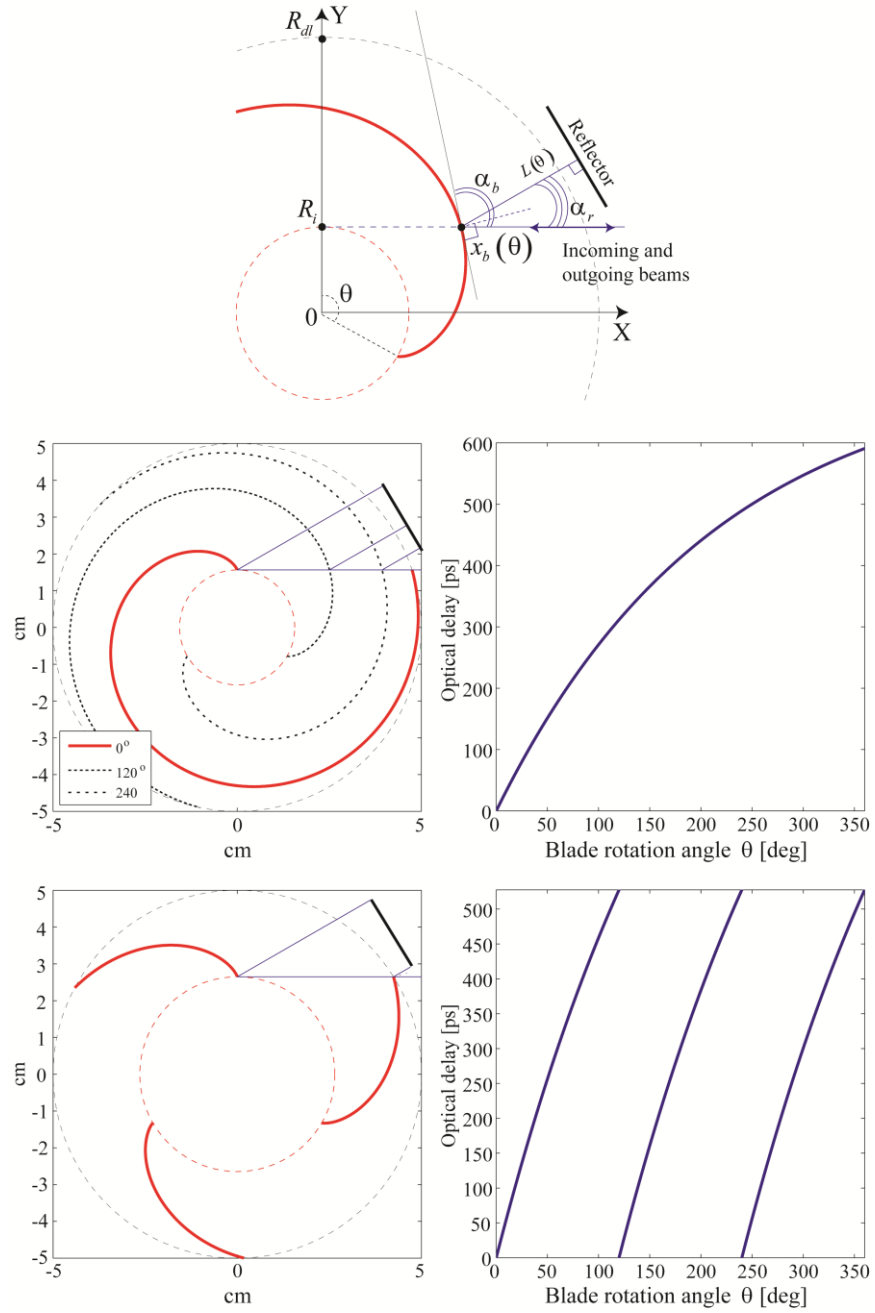 R_dl Y
Reflector
L(θ)
α_b
α_r
R_i
x_b (θ)
Incoming and
outgoing beams
θ
0
X
5
4
3
2
1
0
-1
-2
-3
-4
-5
cm
0°
120°
240
-5 0 5
cm
600
500
400
300
200
100
0
Optical delay [ps]
0 50 100 150 200 250 300 350
Blade rotation angle θ [deg]
5
4
3
2
1
0
-1
-2
-3
-4
-5
cm
-5 0 5
cm
500
450
400
350
300
250
200
150
100
50
0
Optical delay [ps]
0 50 100 150 200 250 300 350
Blade rotation angle θ [deg]